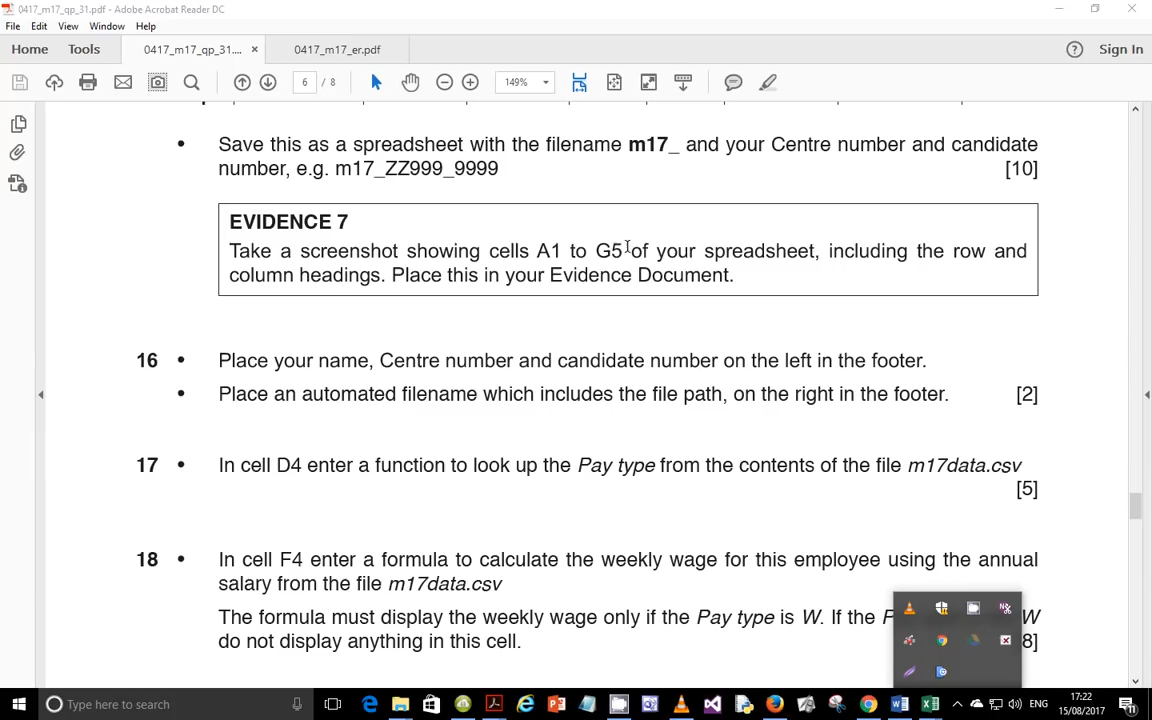 0417_m17_qp_31.pdf - Adobe Acrobat Reader DC
File Edit View Window Help
Home Tools 0417_m17_qp_31.... × 0417_m17_er.pdf ? Sign In
6 / 8 149%
• Save this as a spreadsheet with the filename m17_ and your Centre number and candidate
number, e.g. m17_ZZ999_9999 [10]
EVIDENCE 7
Take a screenshot showing cells A1 to G5 of your spreadsheet, including the row and
column headings. Place this in your Evidence Document.
16 • Place your name, Centre number and candidate number on the left in the footer.
• Place an automated filename which includes the file path, on the right in the footer. [2]
17 • In cell D4 enter a function to look up the Pay type from the contents of the file m17data.csv
[5]
18 • In cell F4 enter a formula to calculate the weekly wage for this employee using the annual
salary from the file m17data.csv
The formula must display the weekly wage only if the Pay type is W. If the P W
do not display anything in this cell. 8]
Type here to search
ENG
17:22
15/08/2017